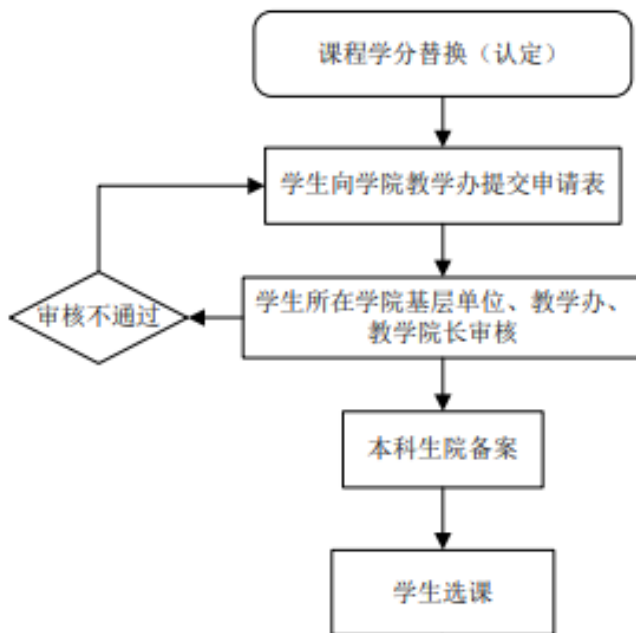 课程学分替换（认定）
学生向学院教学办提交申请表
审核不通过
学生所在学院基层单位、教学办、
教学院长审核
本科生院备案
学生选课